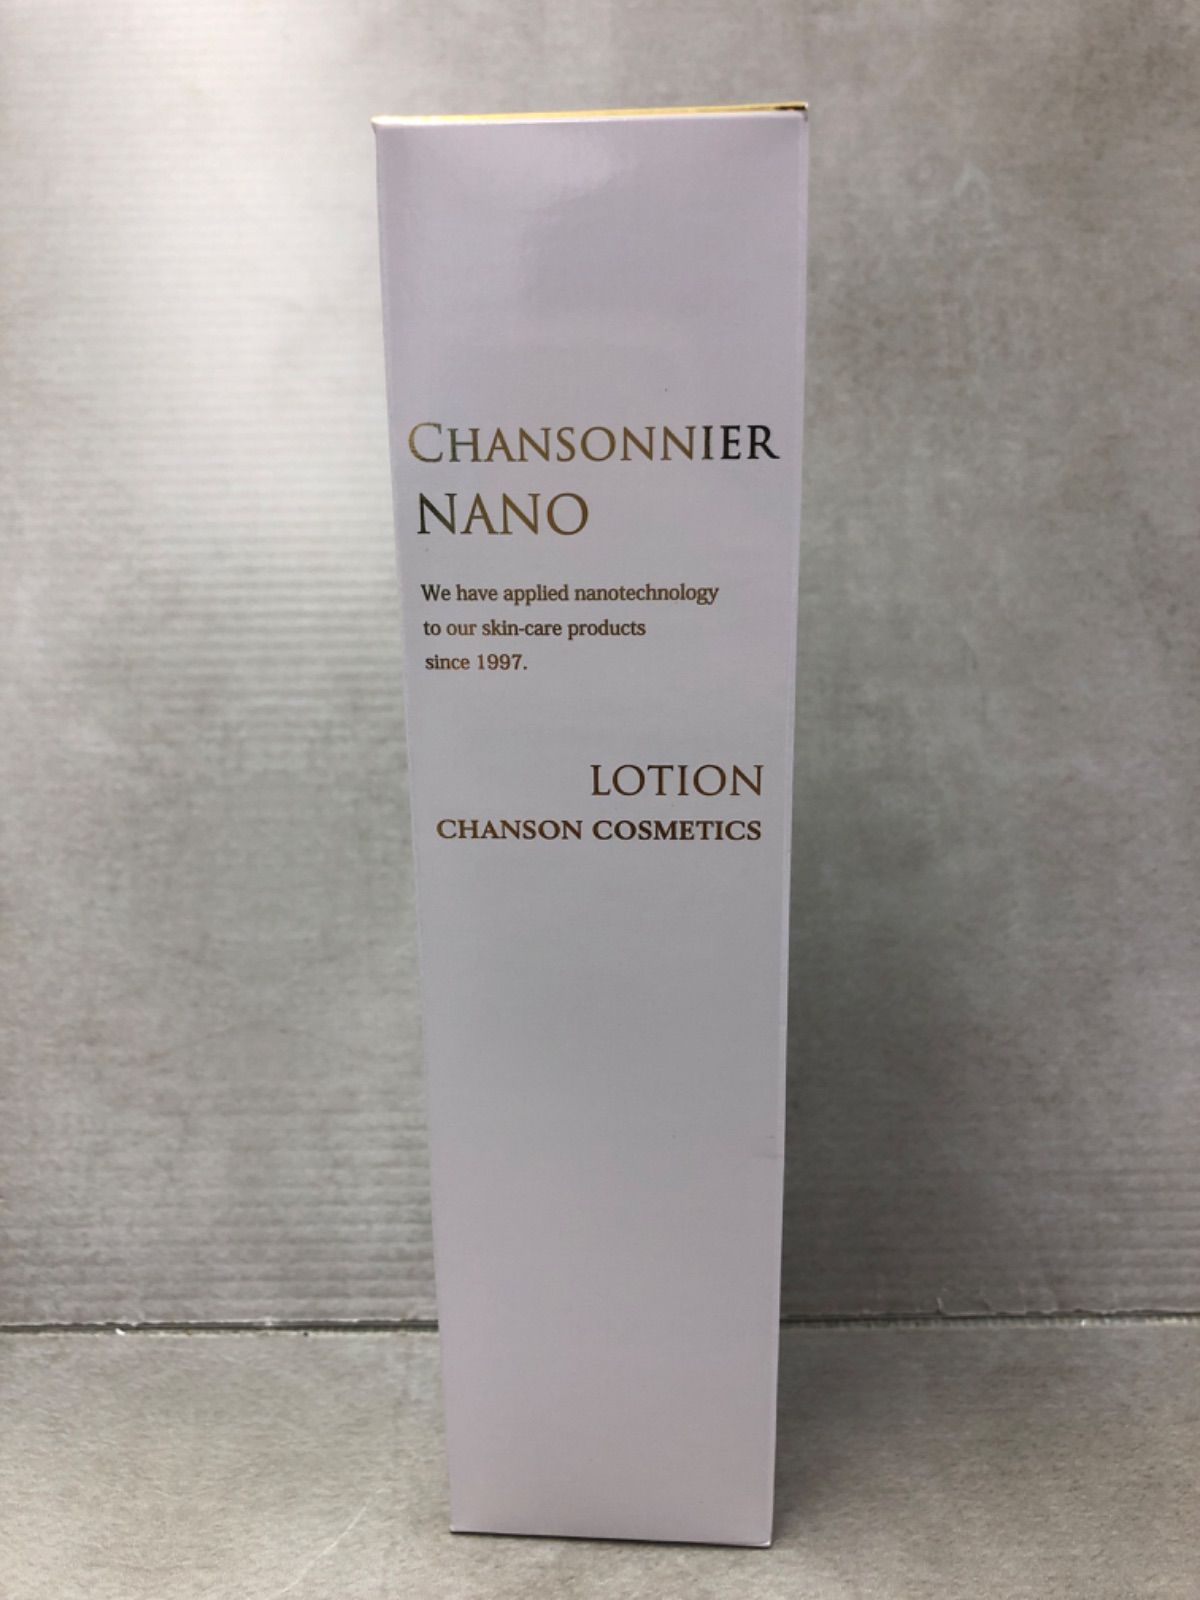 CHANSONNIER
NANO
We have applied nanotechnology
to our skin-care products
since 1997.
LOTION
CHANSON COSMETICS